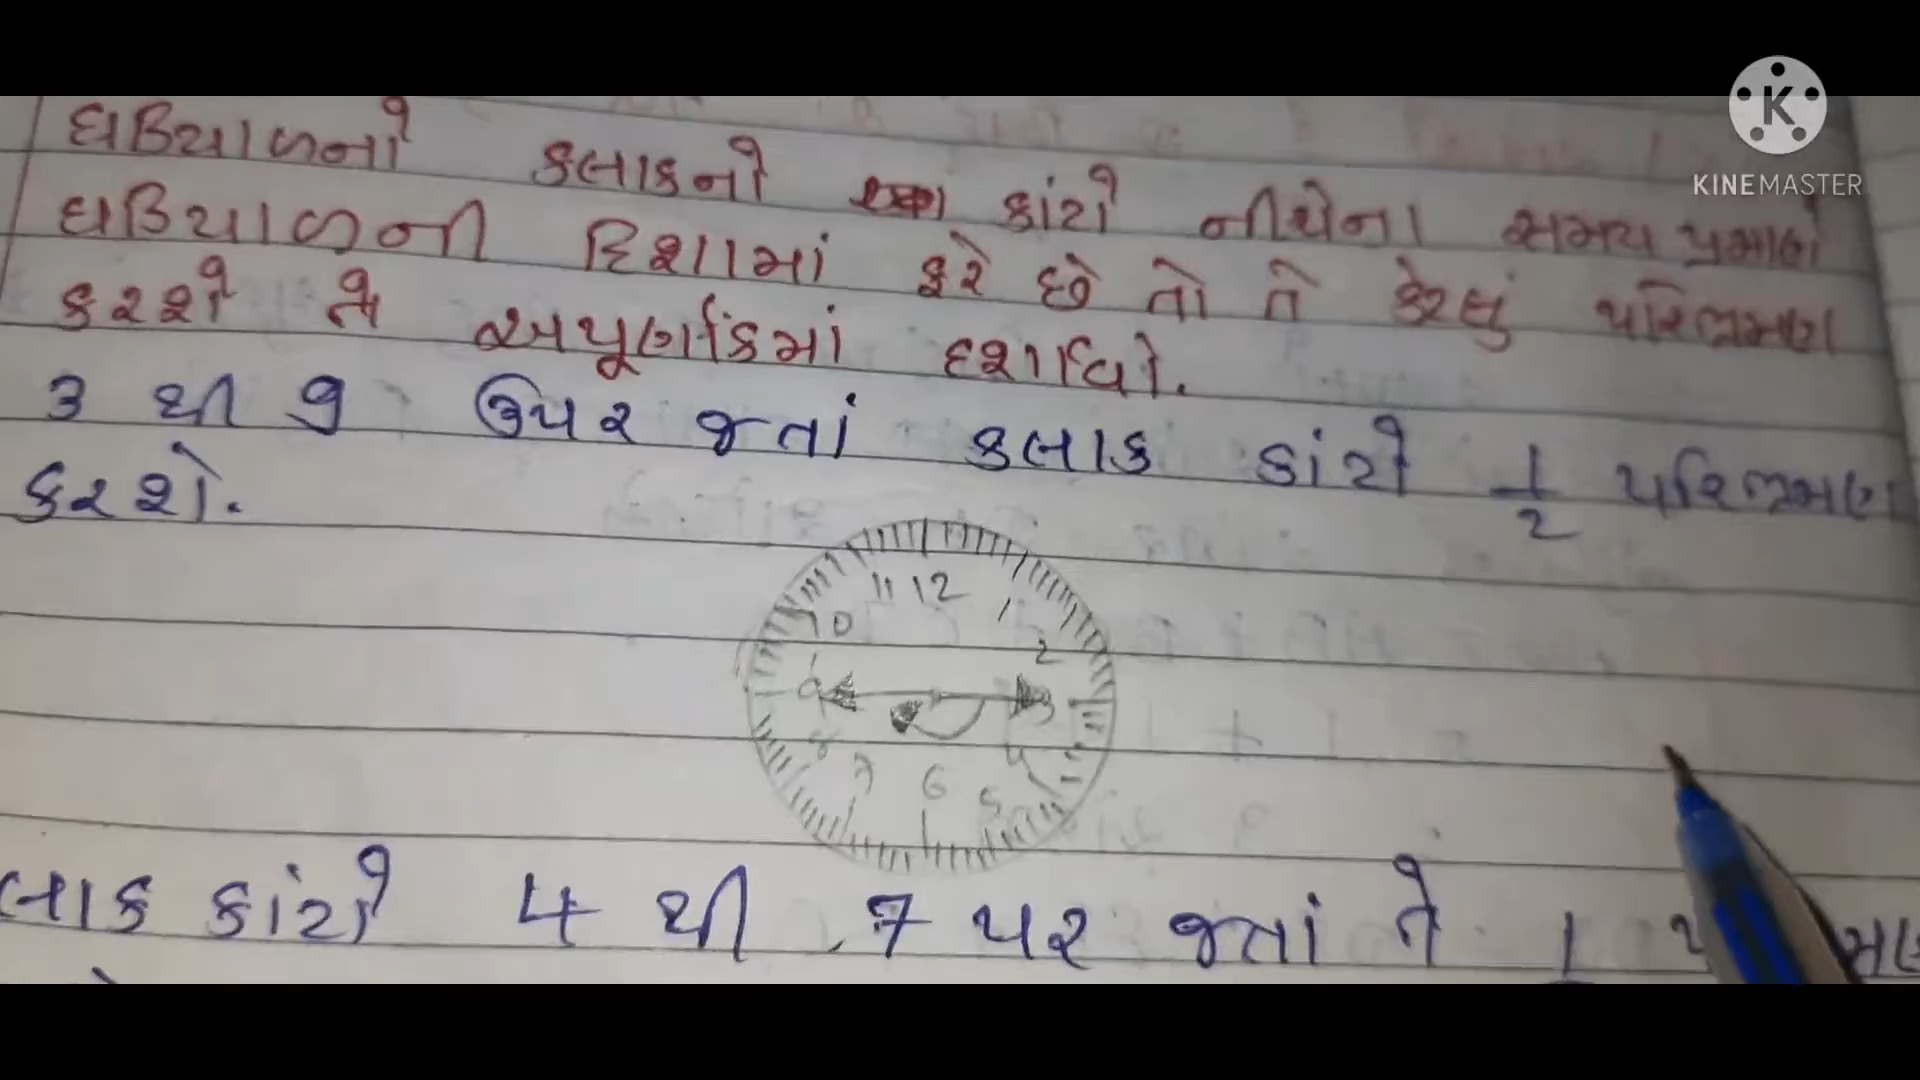 KINEMASTER
ઘડિયાળનો કલાકનો કાંટો નીચેના સમય પ્રમાણે
ઘડિયાળની દિશામાં ફરે છે તો તે કેટલું પરિભ્રમણ
કરશે તે અપૂર્ણાંકમાં દર્શાવો.
3 થી 9 ઉપર જતાં કલાક કાંટો 1/2 પરિભ્રમણ
કરશે.
11 12 1
10 2
9 3
8 4
7 6 5
લાક કાંટો 4 થી 7 પર જતાં તે 1